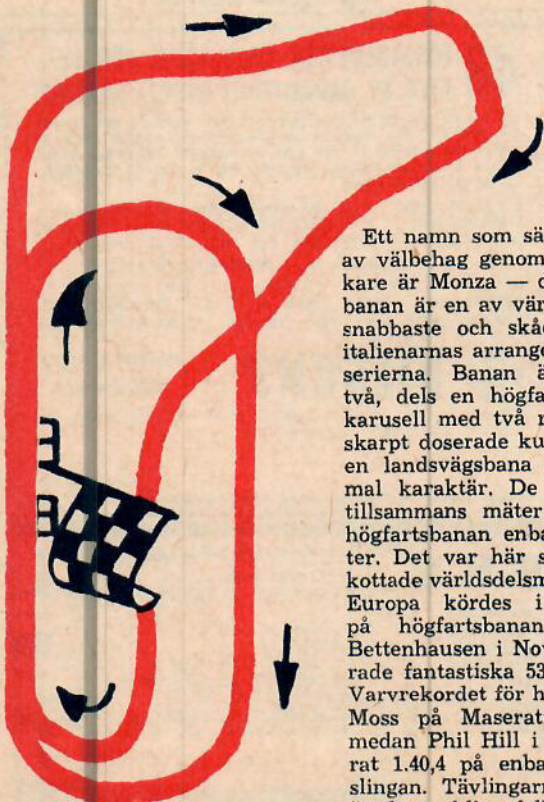 Ett namn som sä
av välbehag genom
kare är Monza — 
banan är en av vär
snabbaste och skå
italienarnas arrange
serierna. Banan ä
två, dels en högfa
karusell med två 
skarpt doserade ku
en landsvägsbana
mal karaktär. De
tillsammans mäter
högfartsbanan enba
ter. Det var här s
kottade världsdelsm
Europa kördes i
på högfartsbanan
Bettenhausen i Nov
rade fantastiska 53
Varvrekordet för h
Moss på Maserat
medan Phil Hill i
rat 1.40,4 på enba
slingan. Tävlingarn